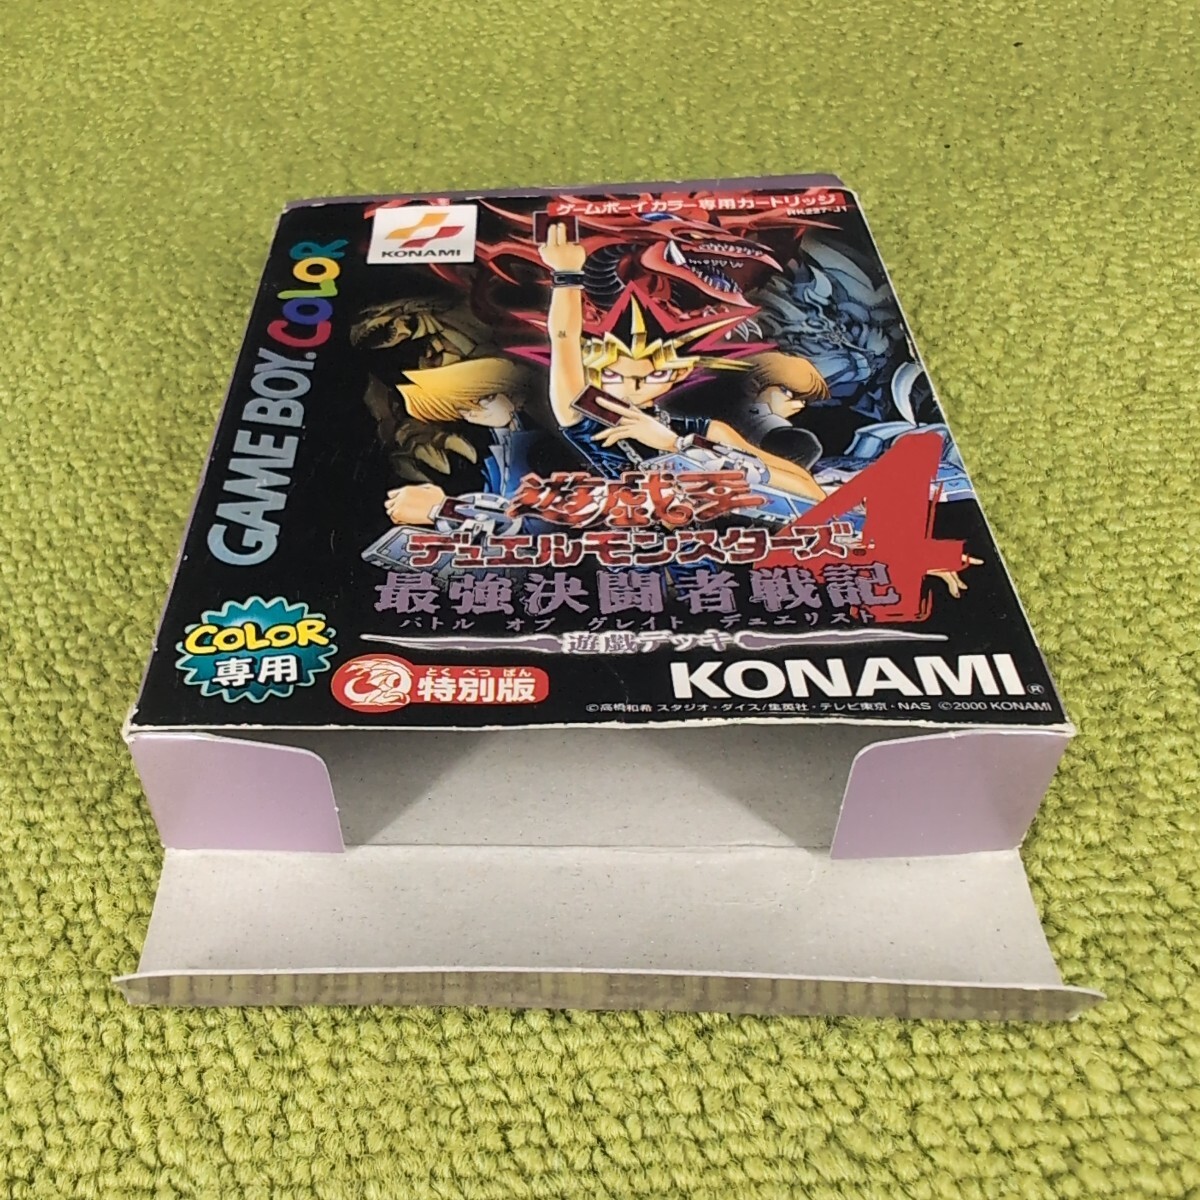 ゲームボーイカラー専用カートリッジ
RK227-J1
KONAMI
GAME BOY COLOR
遊戯王
デュエルモンスターズ
4
最強決闘者戦記
バトル オブ グレイト デュエリスト
遊戯デッキ
COLOR
専用
とくべつばん
特別版
KONAMI®
©高橋和希 スタジオ・ダイス/集英社・テレビ東京・NAS ©2000 KONAMI